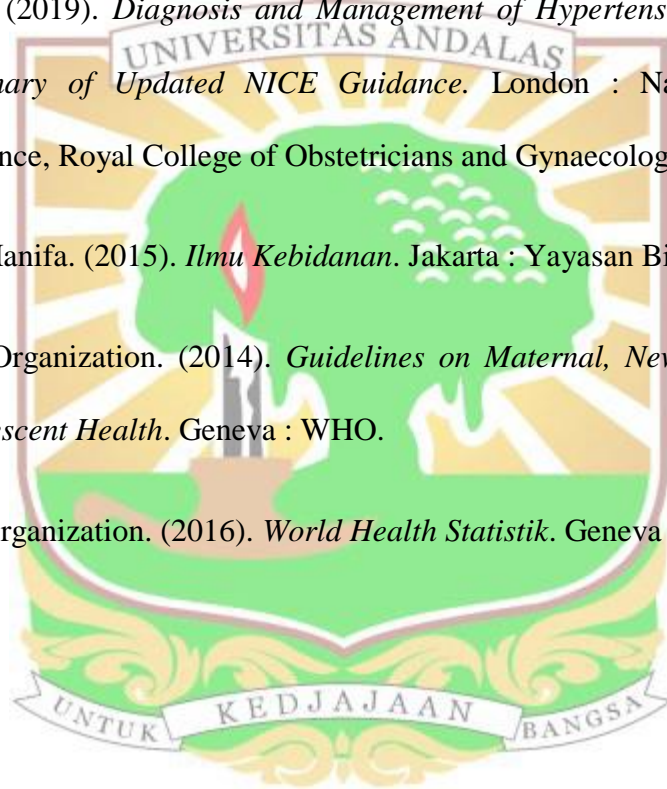 (2019). Diagnosis and Management of Hypertens
UNIVERSITAS ANDALAS
nary of Updated NICE Guidance. London : Na
nce, Royal College of Obstetricians and Gynaecolog
Hanifa. (2015). Ilmu Kebidanan. Jakarta : Yayasan Bi
Organization. (2014). Guidelines on Maternal, New
escent Health. Geneva : WHO.
rganization. (2016). World Health Statistik. Geneva
UNTUK KEDJAJAAN BANGSA